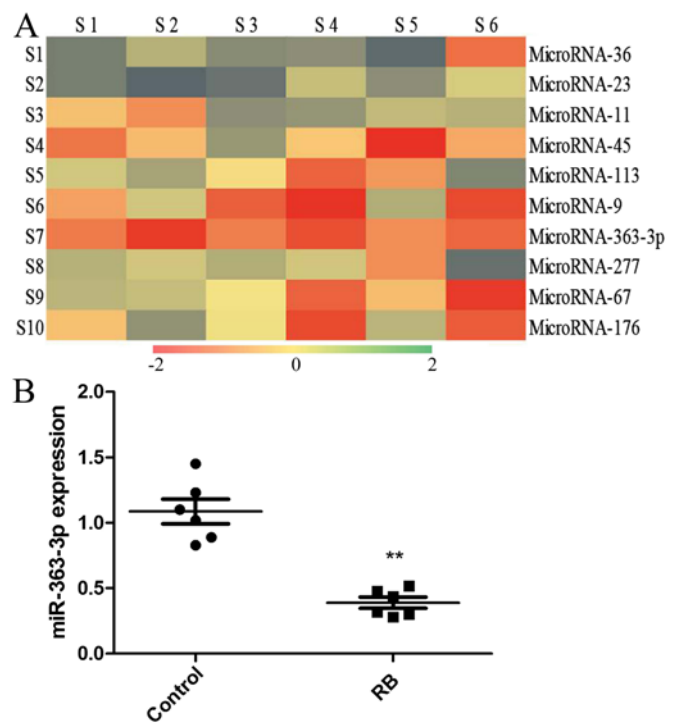 A
S 1 S 2 S 3 S 4 S 5 S 6
S1 MicroRNA-36
S2 MicroRNA-23
S3 MicroRNA-11
S4 MicroRNA-45
S5 MicroRNA-113
S6 MicroRNA-9
S7 MicroRNA-363-3p
S8 MicroRNA-277
S9 MicroRNA-67
S10 MicroRNA-176
-2 0 2
B
miR-363-3p expression
2.0
1.5
1.0
**
0.5
0.0
Control RB